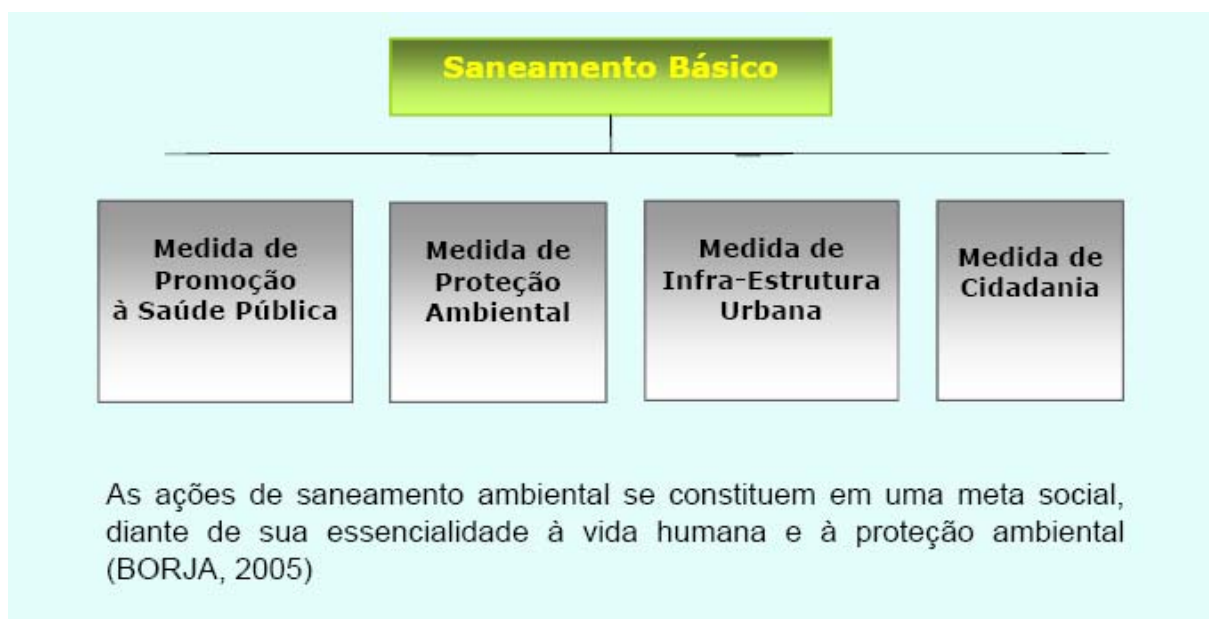 Saneamento Básico
Medida de
Promoção
à Saúde Pública
Medida de
Proteção
Ambiental
Medida de
Infra-Estrutura
Urbana
Medida de
Cidadania
As ações de saneamento ambiental se constituem em uma meta social,
diante de sua essencialidade à vida humana e à proteção ambiental
(BORJA, 2005)